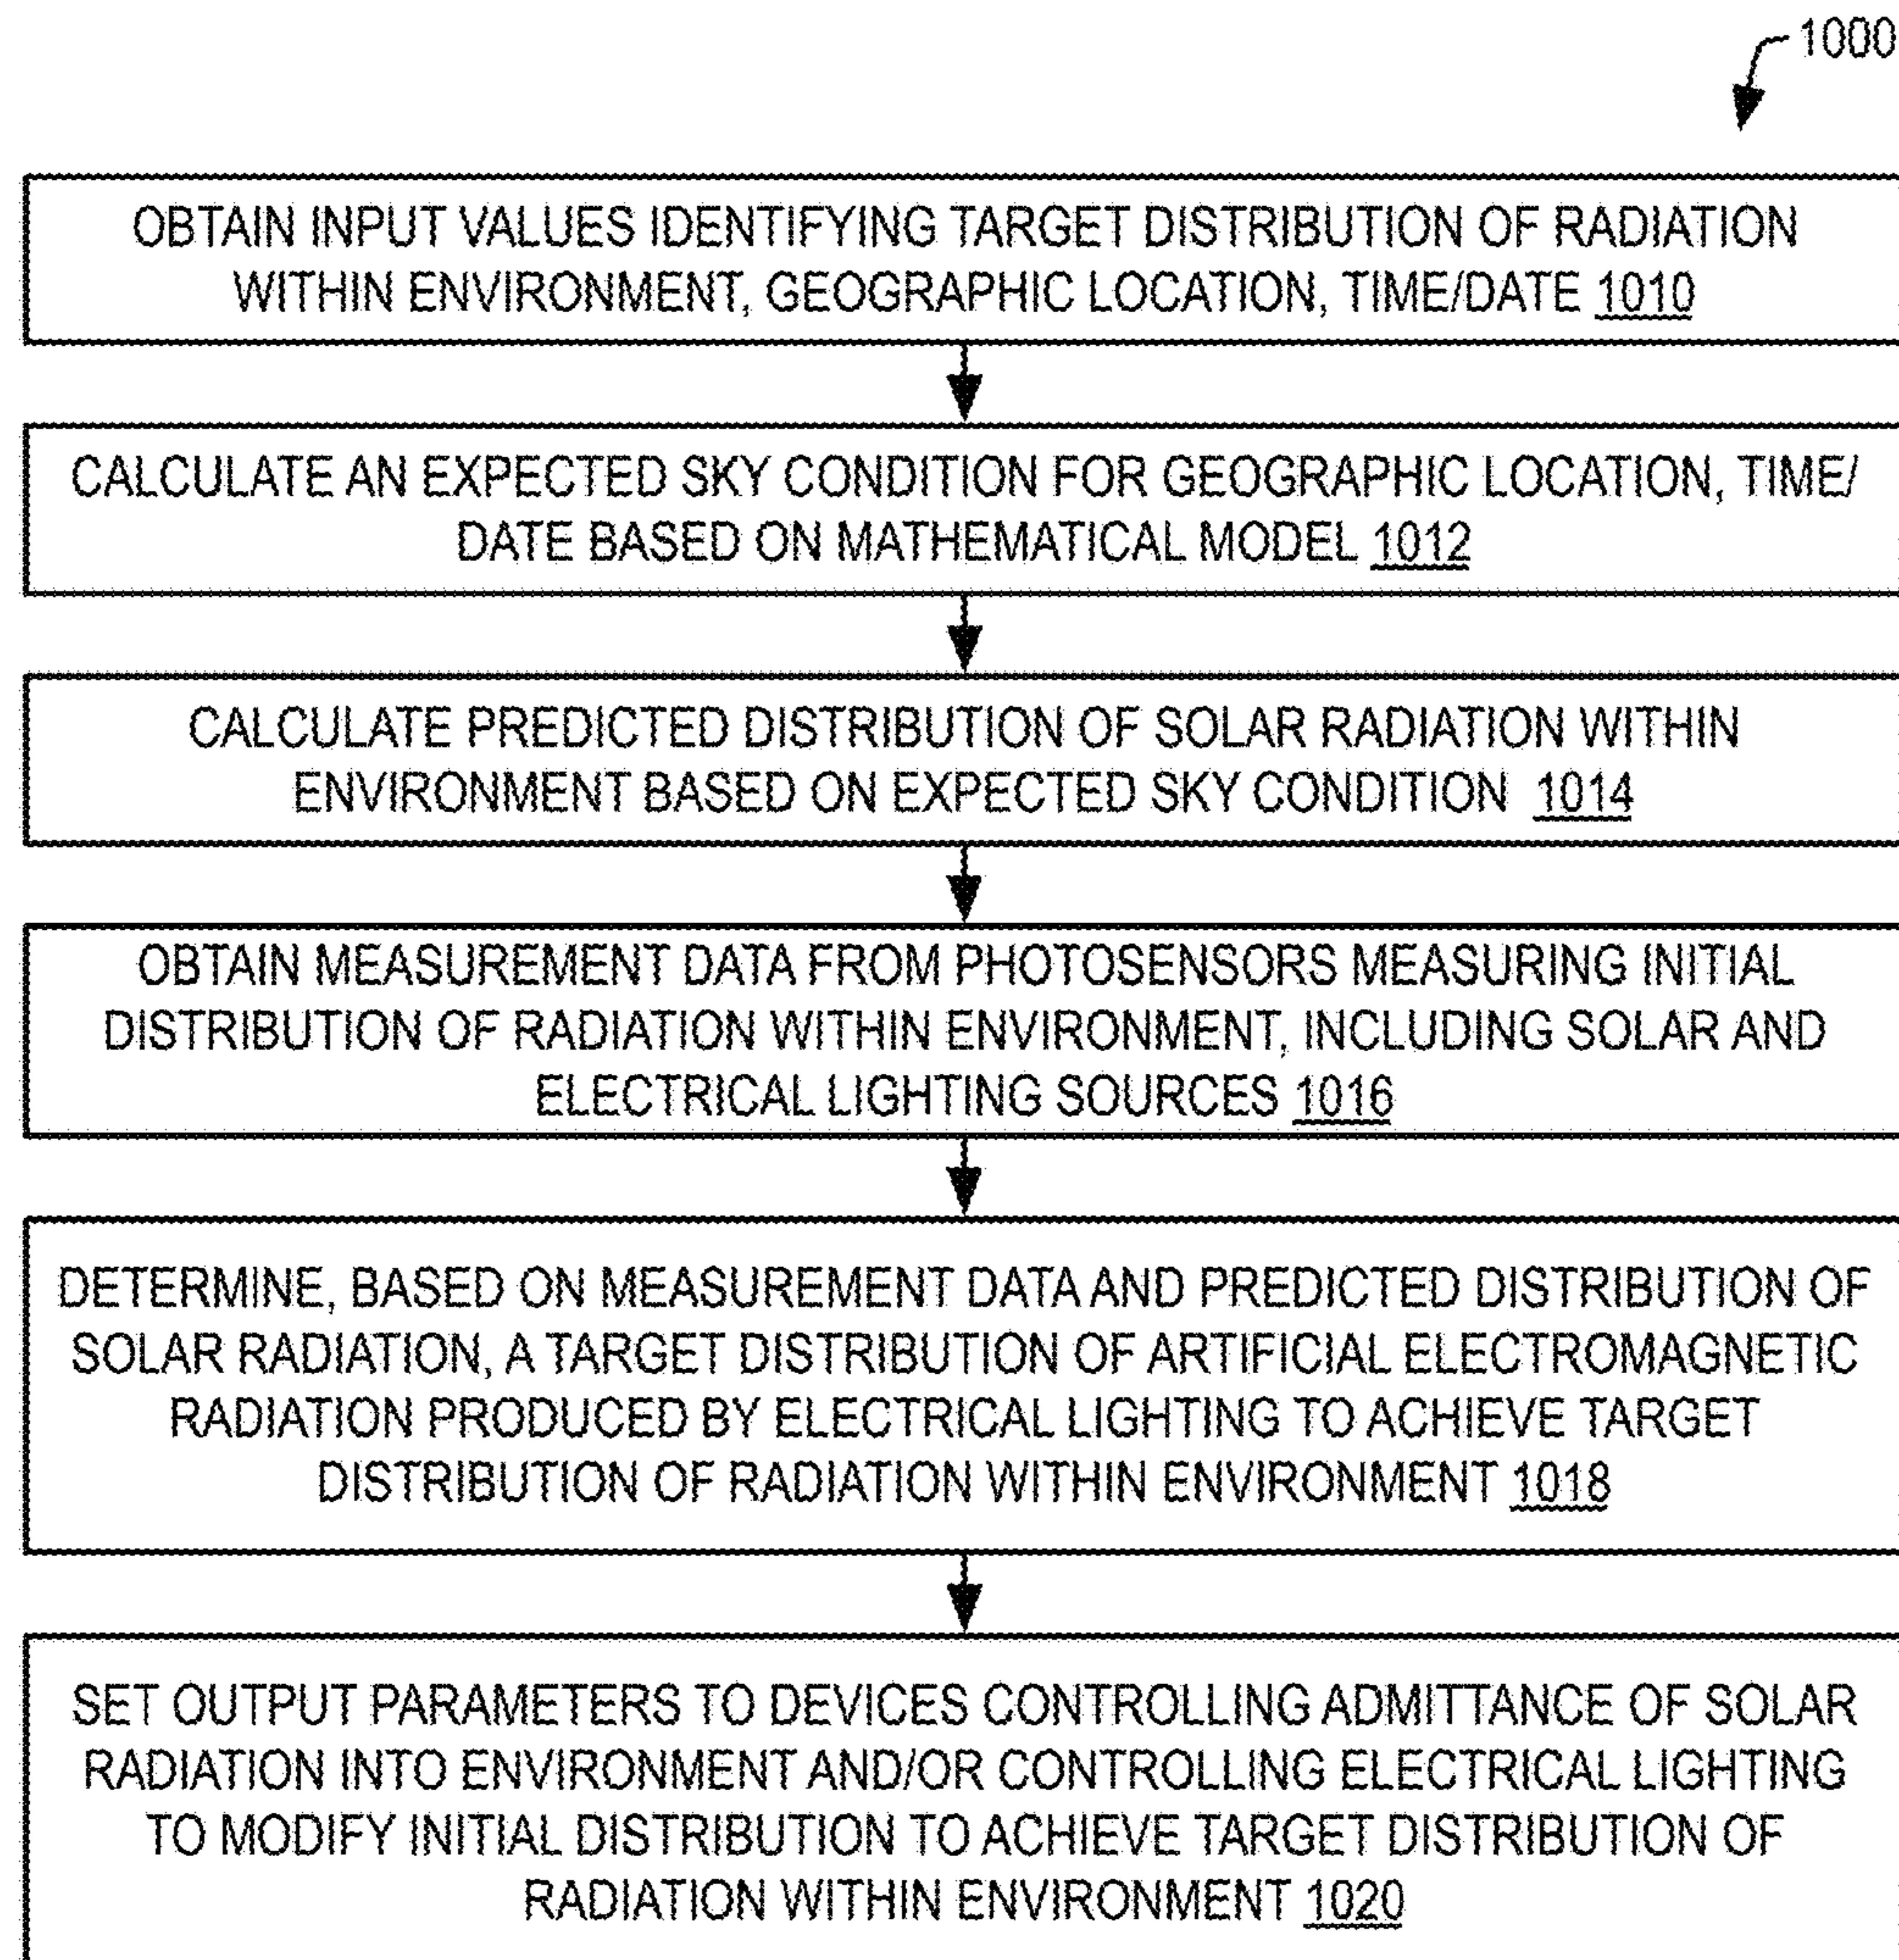 1000
OBTAIN INPUT VALUES IDENTIFYING TARGET DISTRIBUTION OF RADIATION
WITHIN ENVIRONMENT, GEOGRAPHIC LOCATION, TIME/DATE 1010
CALCULATE AN EXPECTED SKY CONDITION FOR GEOGRAPHIC LOCATION, TIME/
DATE BASED ON MATHEMATICAL MODEL 1012
CALCULATE PREDICTED DISTRIBUTION OF SOLAR RADIATION WITHIN
ENVIRONMENT BASED ON EXPECTED SKY CONDITION 1014
OBTAIN MEASUREMENT DATA FROM PHOTOSENSORS MEASURING INITIAL
DISTRIBUTION OF RADIATION WITHIN ENVIRONMENT, INCLUDING SOLAR AND
ELECTRICAL LIGHTING SOURCES 1016
DETERMINE, BASED ON MEASUREMENT DATA AND PREDICTED DISTRIBUTION OF
SOLAR RADIATION, A TARGET DISTRIBUTION OF ARTIFICIAL ELECTROMAGNETIC
RADIATION PRODUCED BY ELECTRICAL LIGHTING TO ACHIEVE TARGET
DISTRIBUTION OF RADIATION WITHIN ENVIRONMENT 1018
SET OUTPUT PARAMETERS TO DEVICES CONTROLLING ADMITTANCE OF SOLAR
RADIATION INTO ENVIRONMENT AND/OR CONTROLLING ELECTRICAL LIGHTING
TO MODIFY INITIAL DISTRIBUTION TO ACHIEVE TARGET DISTRIBUTION OF
RADIATION WITHIN ENVIRONMENT 1020